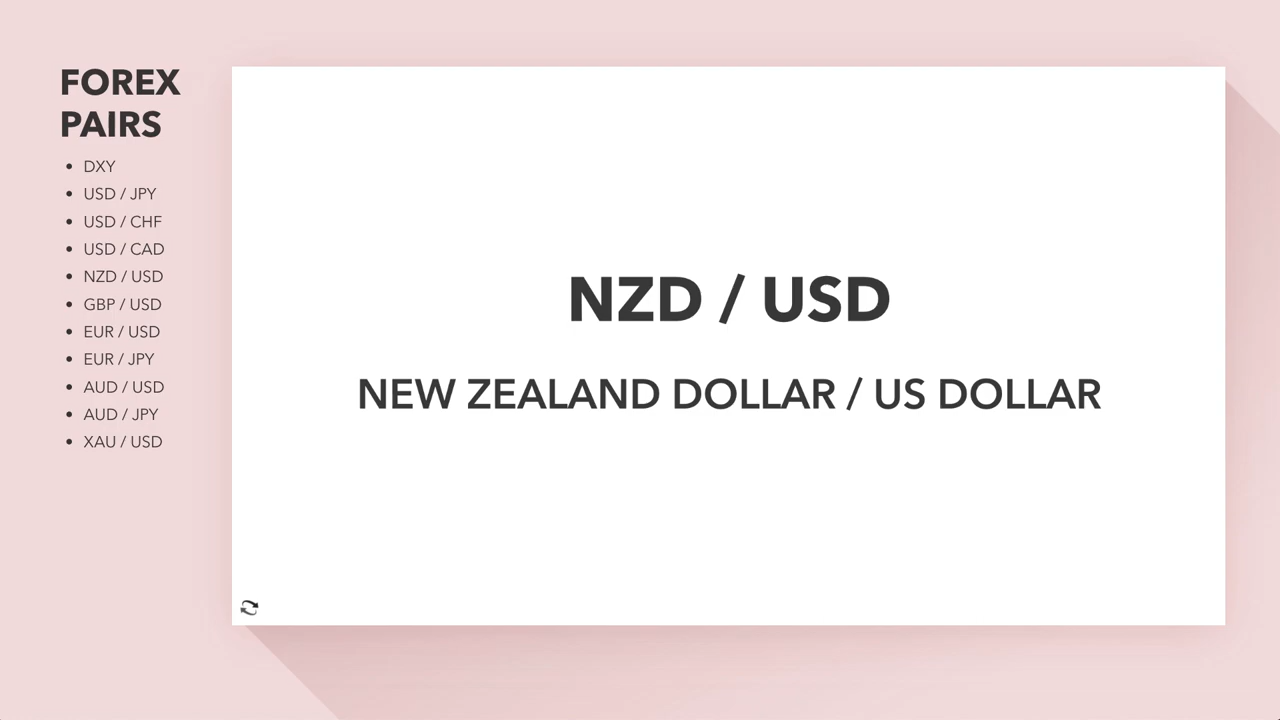 FOREX
PAIRS
• DXY
• USD / JPY
• USD / CHF
• USD / CAD
• NZD / USD
• GBP / USD
• EUR / USD
• EUR / JPY
• AUD / USD
• AUD / JPY
• XAU / USD
NZD / USD
NEW ZEALAND DOLLAR / US DOLLAR